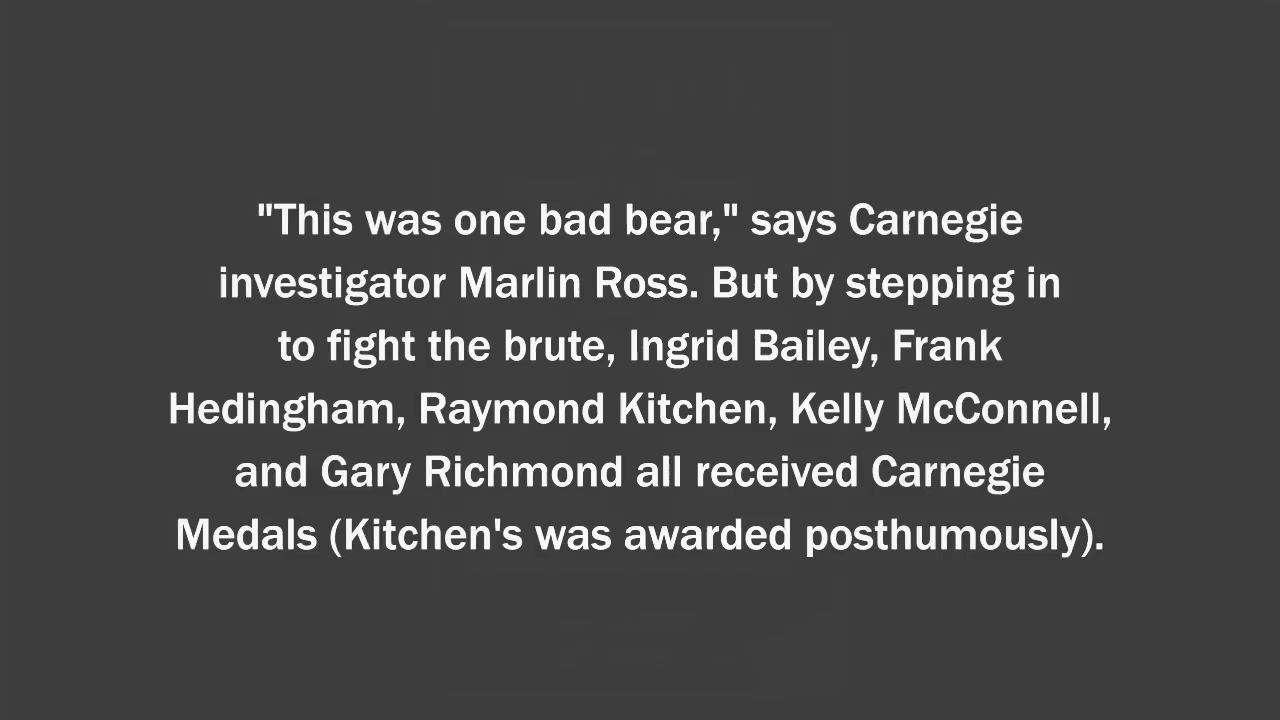 "This was one bad bear," says Carnegie
investigator Marlin Ross. But by stepping in
to fight the brute, Ingrid Bailey, Frank
Hedingham, Raymond Kitchen, Kelly McConnell,
and Gary Richmond all received Carnegie
Medals (Kitchen's was awarded posthumously).